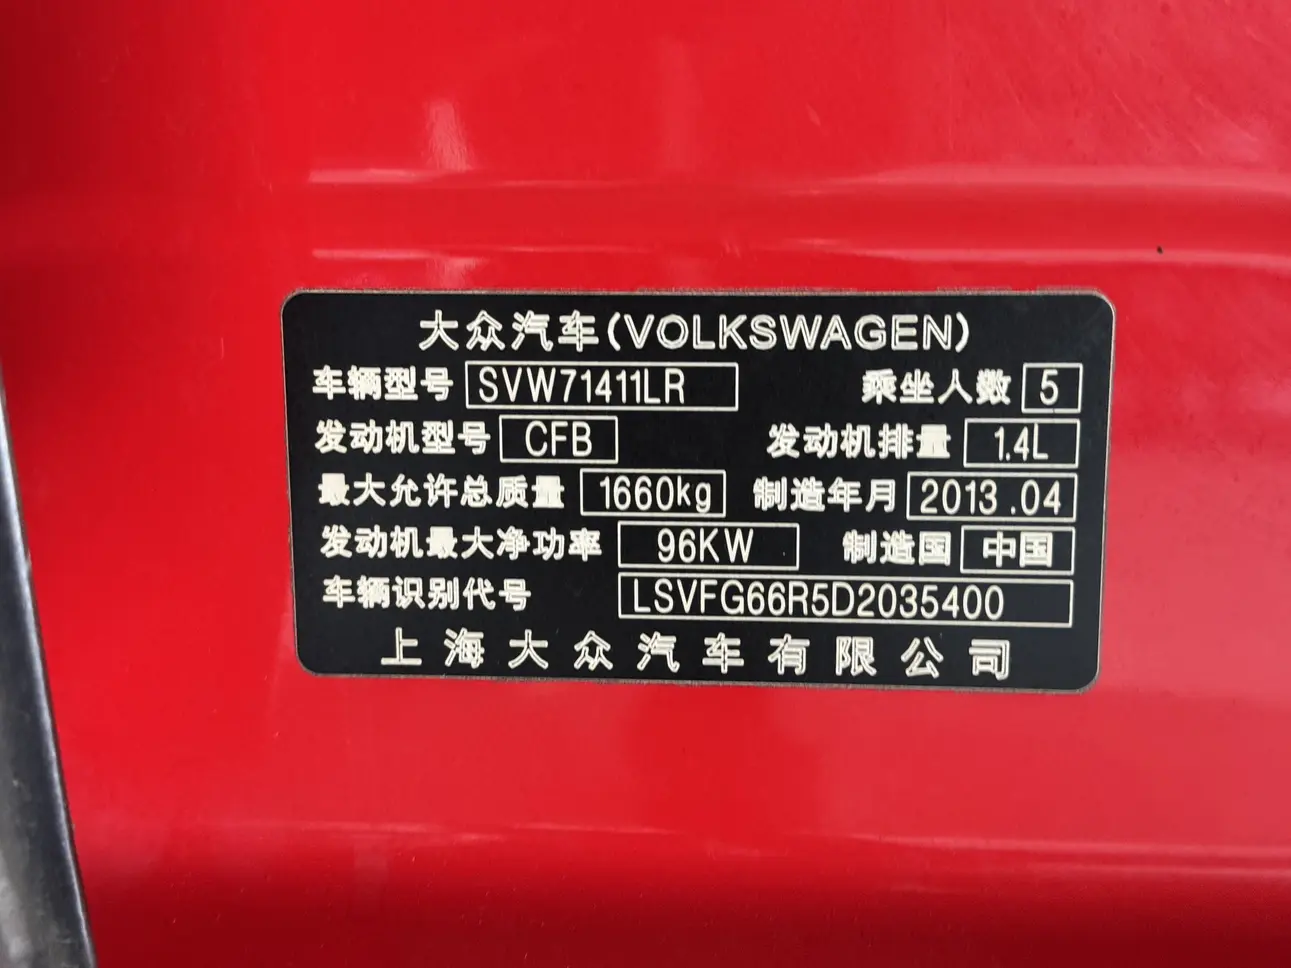 大众汽车(VOLKSWAGEN)
车辆型号 SVW71411LR 乘坐人数 5
发动机型号 CFB 发动机排量 1.4L
最大允许总质量 1660kg 制造年月 2013.04
发动机最大净功率 96KW 制造国 中国
车辆识别代号 LSVFG66R5D2035400
上海大众汽车有限公司